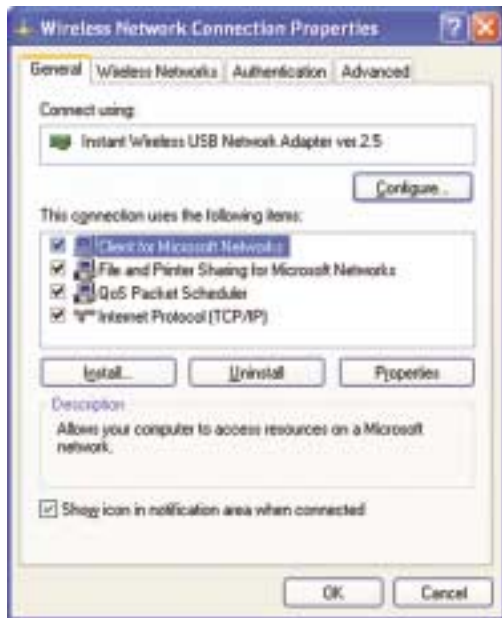 Wireless Network Connection Properties
General Wireless Networks Authentication Advanced
Connect using:
Instant Wireless USB Network Adapter ver 2.5
Configure...
This connection uses the following items:
Client for Microsoft Networks
File and Printer Sharing for Microsoft Networks
QoS Packet Scheduler
Internet Protocol (TCP/IP)
Install... Uninstall Properties
Description
Allows your computer to access resources on a Microsoft
network.
Show icon in notification area when connected
OK Cancel